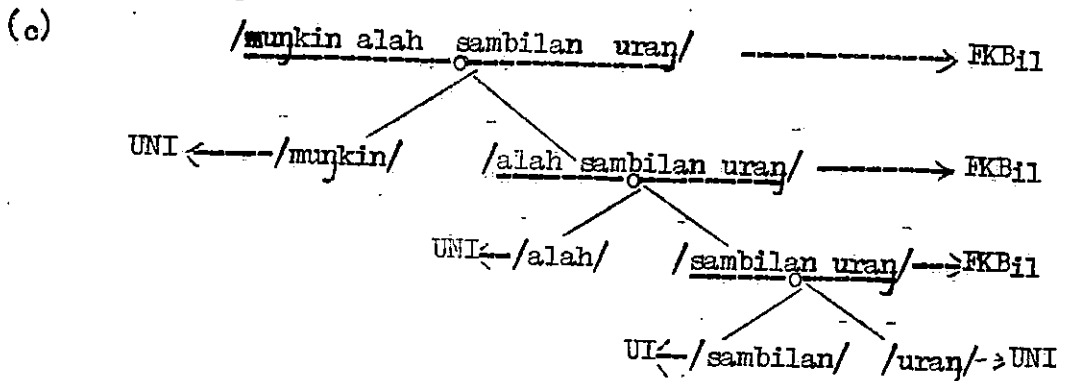 (c) /muŋkin alah sambilan uraŋ/ ----------> FKBil
UNI <-----/muŋkin/ /alah sambilan uraŋ/ -------> FKBil
UNI<--/alah/ /sambilan uraŋ/--->FKBil
UI<--/sambilan/ /uraŋ/->UNI